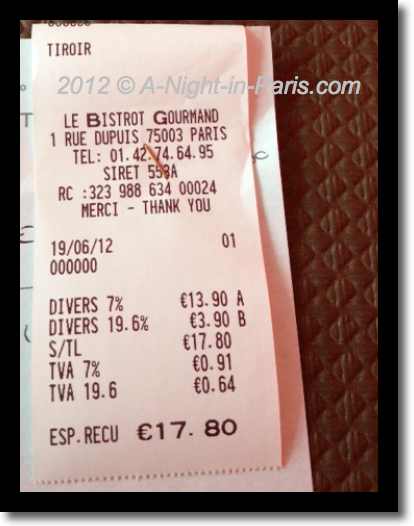 TIROIR
2012 © A-Night-in-Paris.com
LE BISTROT GOURMAND
1 RUE DUPUIS 75003 PARIS
TEL: 01.42.74.64.95
SIRET 553A
RC :323 988 634 00024
MERCI - THANK YOU
19/06/12 01
000000
DIVERS 7% €13.90 A
DIVERS 19.6% €3.90 B
S/TL €17.80
TVA 7% €0.91
TVA 19.6 €0.64
ESP.RECU €17.80